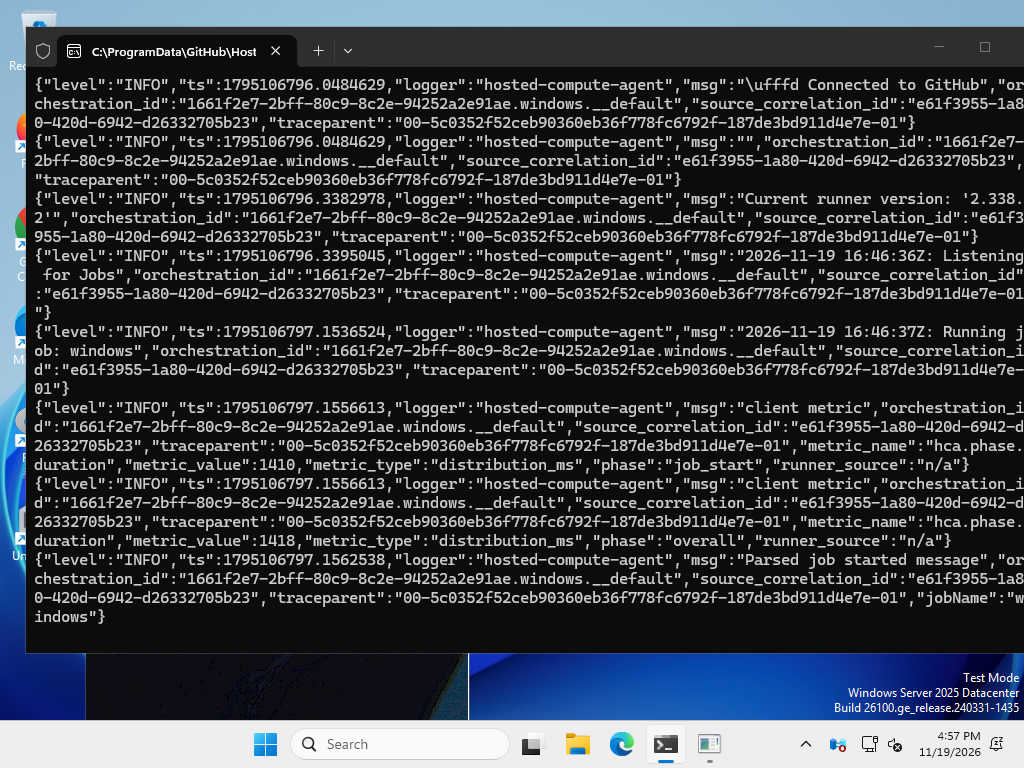 C:\ProgramData\GitHub\Host
{"level":"INFO","ts":1795106796.0484629,"logger":"hosted-compute-agent","msg":"\ufffd Connected to GitHub","or
chestration_id":"1661f2e7-2bff-80c9-8c2e-94252a2e91ae.windows.__default","source_correlation_id":"e61f3955-1a8
0-420d-6942-d26332705b23","traceparent":"00-5c0352f52ceb90360eb36f778fc6792f-187de3bd911d4e7e-01"}
{"level":"INFO","ts":1795106796.0484629,"logger":"hosted-compute-agent","msg":"","orchestration_id":"1661f2e7-
2bff-80c9-8c2e-94252a2e91ae.windows.__default","source_correlation_id":"e61f3955-1a80-420d-6942-d26332705b23",
"traceparent":"00-5c0352f52ceb90360eb36f778fc6792f-187de3bd911d4e7e-01"}
{"level":"INFO","ts":1795106796.3382978,"logger":"hosted-compute-agent","msg":"Current runner version: '2.338.
2'","orchestration_id":"1661f2e7-2bff-80c9-8c2e-94252a2e91ae.windows.__default","source_correlation_id":"e61f3
955-1a80-420d-6942-d26332705b23","traceparent":"00-5c0352f52ceb90360eb36f778fc6792f-187de3bd911d4e7e-01"}
{"level":"INFO","ts":1795106796.3395045,"logger":"hosted-compute-agent","msg":"2026-11-19 16:46:36Z: Listening
 for Jobs","orchestration_id":"1661f2e7-2bff-80c9-8c2e-94252a2e91ae.windows.__default","source_correlation_id"
:"e61f3955-1a80-420d-6942-d26332705b23","traceparent":"00-5c0352f52ceb90360eb36f778fc6792f-187de3bd911d4e7e-01
"}
{"level":"INFO","ts":1795106797.1536524,"logger":"hosted-compute-agent","msg":"2026-11-19 16:46:37Z: Running j
ob: windows","orchestration_id":"1661f2e7-2bff-80c9-8c2e-94252a2e91ae.windows.__default","source_correlation_i
d":"e61f3955-1a80-420d-6942-d26332705b23","traceparent":"00-5c0352f52ceb90360eb36f778fc6792f-187de3bd911d4e7e-
01"}
{"level":"INFO","ts":1795106797.1556613,"logger":"hosted-compute-agent","msg":"client metric","orchestration_i
d":"1661f2e7-2bff-80c9-8c2e-94252a2e91ae.windows.__default","source_correlation_id":"e61f3955-1a80-420d-6942-d
26332705b23","traceparent":"00-5c0352f52ceb90360eb36f778fc6792f-187de3bd911d4e7e-01","metric_name":"hca.phase.
duration","metric_value":1410,"metric_type":"distribution_ms","phase":"job_start","runner_source":"n/a"}
{"level":"INFO","ts":1795106797.1556613,"logger":"hosted-compute-agent","msg":"client metric","orchestration_i
d":"1661f2e7-2bff-80c9-8c2e-94252a2e91ae.windows.__default","source_correlation_id":"e61f3955-1a80-420d-6942-d
26332705b23","traceparent":"00-5c0352f52ceb90360eb36f778fc6792f-187de3bd911d4e7e-01","metric_name":"hca.phase.
duration","metric_value":1418,"metric_type":"distribution_ms","phase":"overall","runner_source":"n/a"}
{"level":"INFO","ts":1795106797.1562538,"logger":"hosted-compute-agent","msg":"Parsed job started message","or
chestration_id":"1661f2e7-2bff-80c9-8c2e-94252a2e91ae.windows.__default","source_correlation_id":"e61f3955-1a8
0-420d-6942-d26332705b23","traceparent":"00-5c0352f52ceb90360eb36f778fc6792f-187de3bd911d4e7e-01","jobName":"w
indows"}
Test Mode
Windows Server 2025 Datacenter
Build 26100.ge_release.240331-1435
Search
4:57 PM
11/19/2026